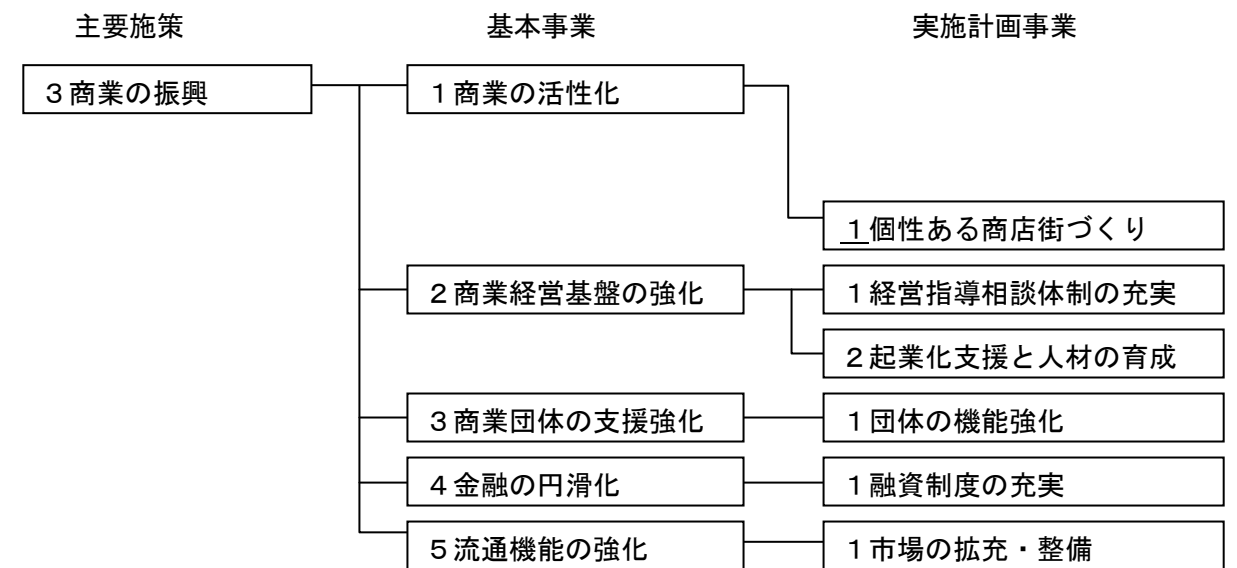 主要施策　基本事業　実施計画事業
３商業の振興　１商業の活性化
１個性ある商店街づくり
２商業経営基盤の強化　１経営指導相談体制の充実
２起業化支援と人材の育成
３商業団体の支援強化　１団体の機能強化
４金融の円滑化　１融資制度の充実
５流通機能の強化　１市場の拡充・整備